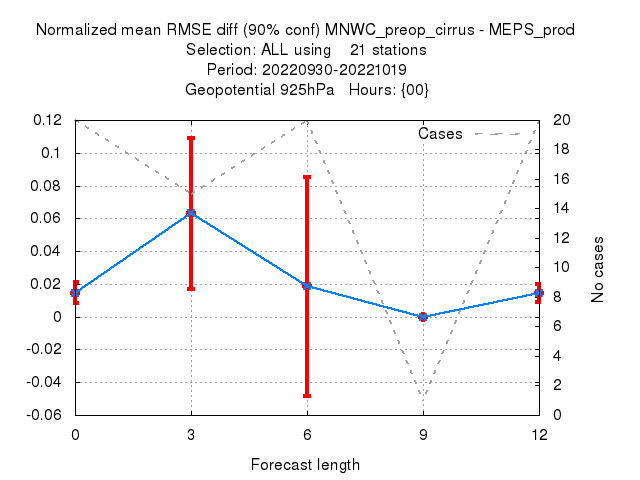 Normalized mean RMSE diff (90% conf) MNWC_preop_cirrus - MEPS_prod
Selection: ALL using 21 stations
Period: 20220930-20221019
Geopotential 925hPa Hours: {00}
Cases
0.12
0.1
0.08
0.06
0.04
0.02
0
-0.02
-0.04
-0.06
20
18
16
14
12
10
8
6
4
2
0
No cases
0 3 6 9 12
Forecast length